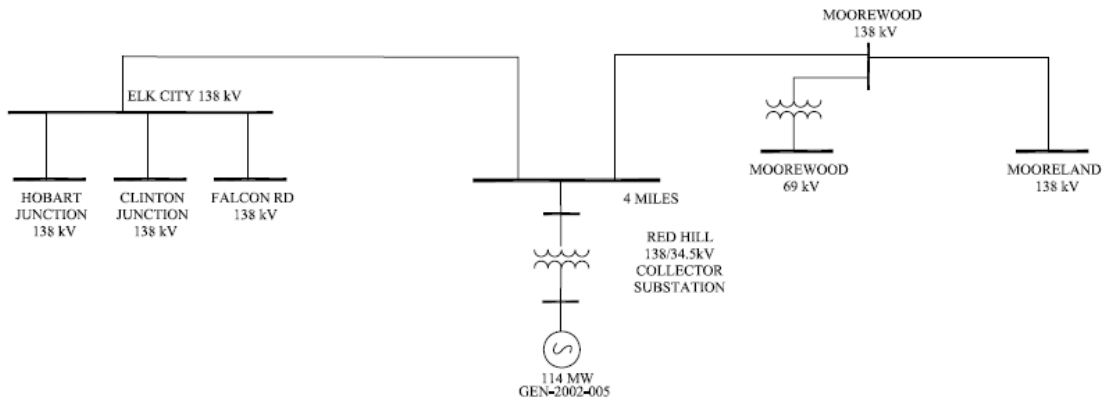 MOOREWOOD
138 kV
ELK CITY 138 kV
HOBART
JUNCTION
138 kV
CLINTON
JUNCTION
138 kV
FALCON RD
138 kV
MOOREWOOD
69 kV
MOORELAND
138 kV
4 MILES
RED HILL
138/34.5kV
COLLECTOR
SUBSTATION
114 MW
GEN-2002-005